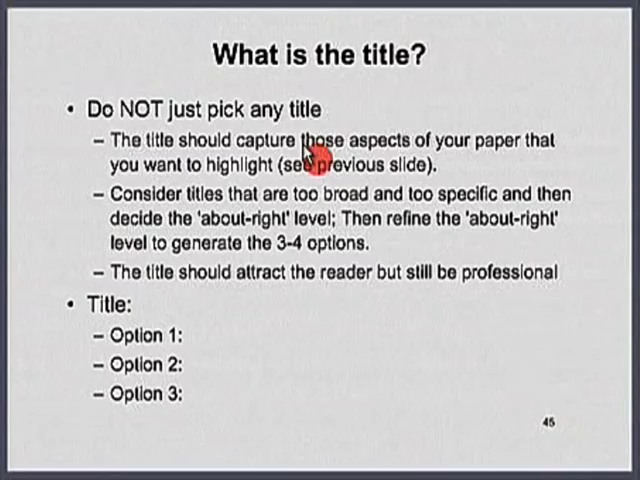 What is the title?
• Do NOT just pick any title
– The title should capture those aspects of your paper that
you want to highlight (see previous slide).
– Consider titles that are too broad and too specific and then
decide the 'about-right' level; Then refine the 'about-right'
level to generate the 3-4 options.
– The title should attract the reader but still be professional
• Title:
– Option 1:
– Option 2:
– Option 3:
45